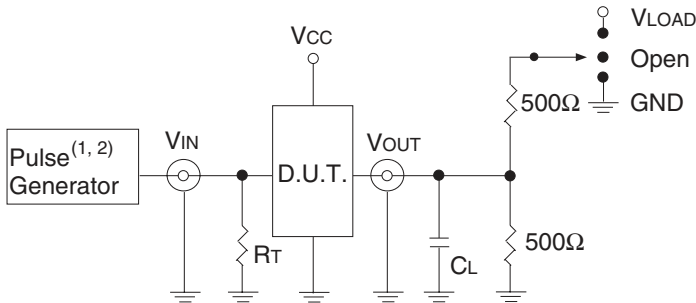 VLOAD
VCC
Open
500Ω
GND
Pulse(1, 2)
Generator
VIN
D.U.T.
VOUT
RT
CL
500Ω